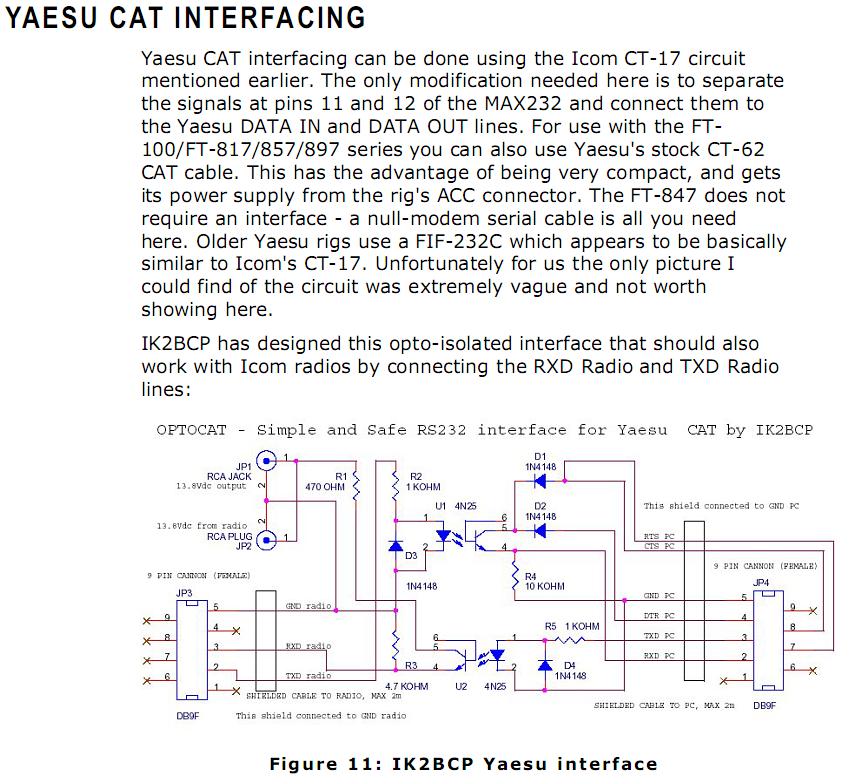 YAESU CAT INTERFACING
Yaesu CAT interfacing can be done using the Icom CT-17 circuit
mentioned earlier. The only modification needed here is to separate
the signals at pins 11 and 12 of the MAX232 and connect them to
the Yaesu DATA IN and DATA OUT lines. For use with the FT-
100/FT-817/857/897 series you can also use Yaesu's stock CT-62
CAT cable. This has the advantage of being very compact, and gets
its power supply from the rig's ACC connector. The FT-847 does not
require an interface - a null-modem serial cable is all you need
here. Older Yaesu rigs use a FIF-232C which appears to be basically
similar to Icom's CT-17. Unfortunately for us the only picture I
could find of the circuit was extremely vague and not worth
showing here.
IK2BCP has designed this opto-isolated interface that should also
work with Icom radios by connecting the RXD Radio and TXD Radio
lines:
OPTOCAT - Simple and Safe RS232 interface for Yaesu CAT by IK2BCP
JP1
RCA JACK
13.8Vdc output
1
2
13.8Vdc from radio
RCA PLUG
JP2
2
1
R1
470 OHM
R2
1 KOHM
U1 4N25
1
2
6
5
4
D1
1N4148
D2
1N4148
D3
1N4148
R4
10 KOHM
This shield connected to GND PC
RTS PC
CTS PC
GND PC
DTR PC
TXD PC
RXD PC
9 PIN CANNON (FEMALE)
JP4
5
4
3
2
1
9
8
7
6
DB9F
9 PIN CANNON (FEMALE)
JP3
9
8
7
6
5
4
3
2
1
DB9F
GND radio
RXD radio
TXD radio
SHIELDED CABLE TO RADIO, MAX 2m
This shield connected to GND radio
R3
4.7 KOHM
6
5
4
U2 4N25
1
2
R5 1 KOHM
D4
1N4148
SHIELDED CABLE TO PC, MAX 2m
Figure 11: IK2BCP Yaesu interface